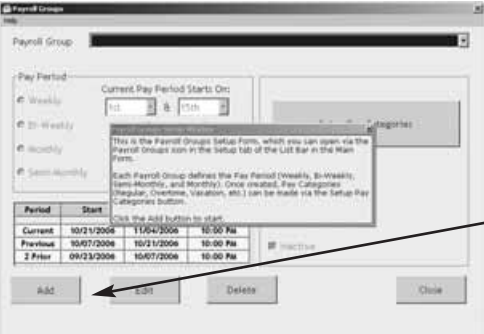 Payroll Groups
Help
Payroll Group
Pay Period
Current Pay Period Starts On:
Weekly
1st & 15th
Bi-Weekly
Categories
Monthly
Semi-Monthly
This is the Payroll Groups Setup Form, which you can open via the
Payroll Groups icon in the Setup tab of the List Bar in the Main
Form.
Each Payroll Group defines the Pay Period (Weekly, Bi-Weekly,
Semi-Monthly, and Monthly). Once created, Pay Categories
(Regular, Overtime, Vacation, etc.) can be made via the Setup Pay
Categories button.
Click the Add button to start.
Period Start
Current 10/21/2006 11/04/2006 10:00 PM
Previous 10/07/2006 10/21/2006 10:00 PM
2 Prior 09/23/2006 10/07/2006 10:00 PM
Inactive
Add Edit Delete Close